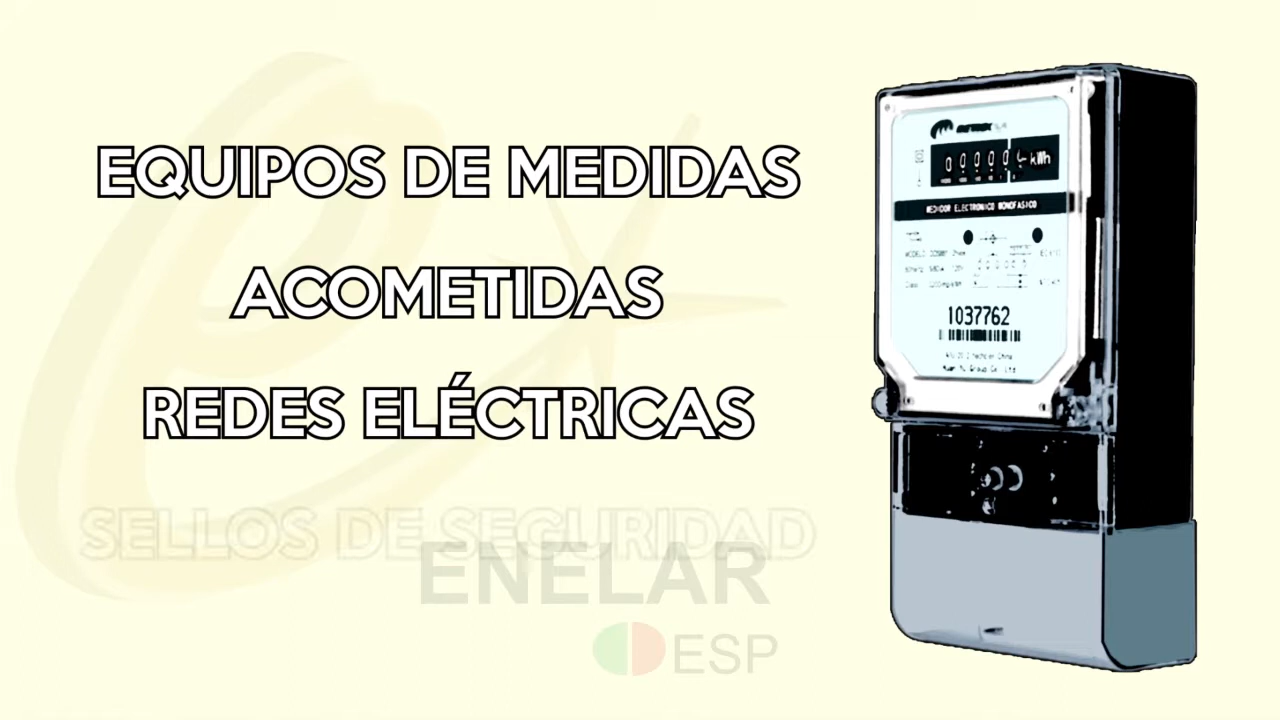 EQUIPOS DE MEDIDAS
ACOMETIDAS
REDES ELÉCTRICAS
SELLOS DE SEGURIDAD
ENELAR
ESP
kWh
MEDIDOR ELECTRONICO MONOFASICO
1037762